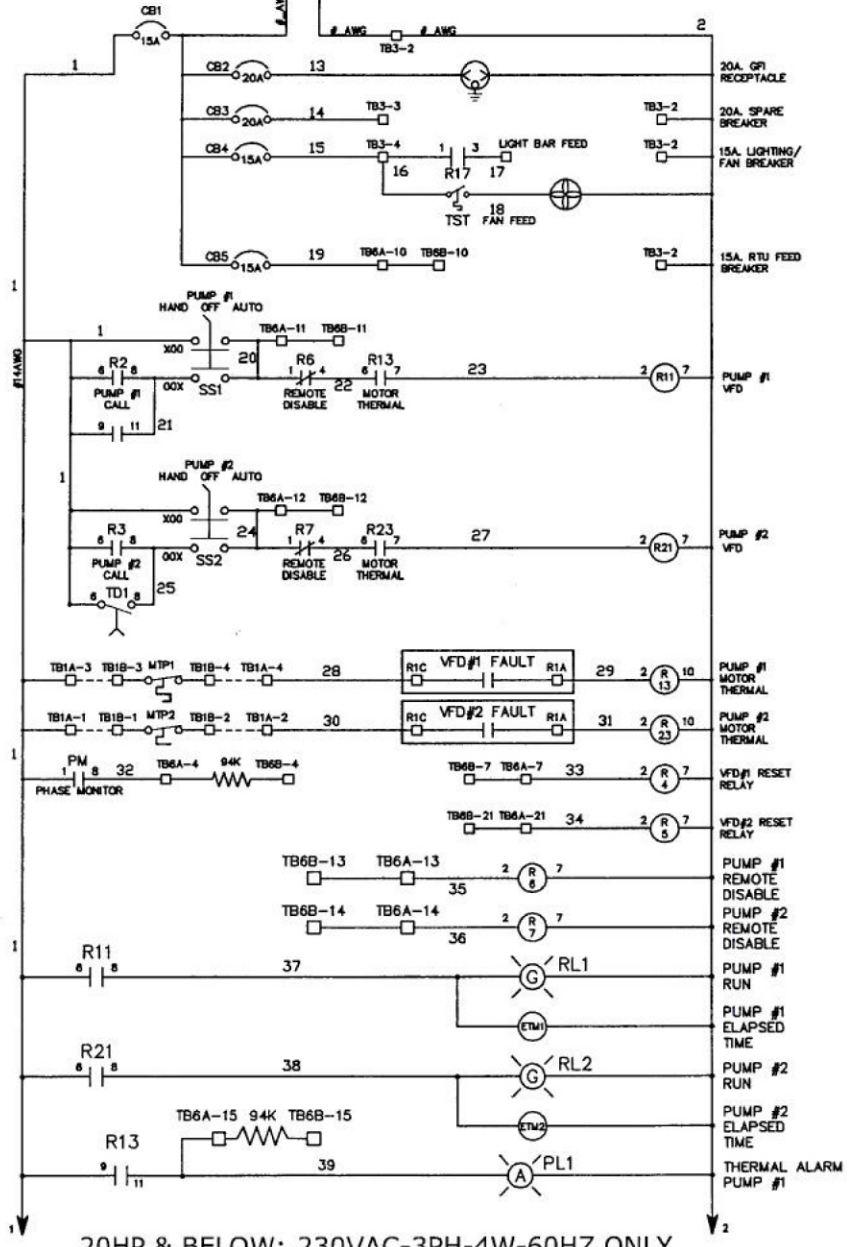 CB1
15A
#_AWG
#_AWG #_AWG
TB3-2
2
1
CB2 20A 13
20A. GFI
RECEPTACLE
CB3 20A 14 TB3-3 TB3-2
20A. SPARE
BREAKER
CB4 15A 15 TB3-4 1 3 LIGHT BAR FEED TB3-2
16 R17 17
15A. LIGHTING/
FAN BREAKER
TST 18 FAN FEED
CB5 15A 19 TB6A-10 TB6B-10 TB3-2
15A. RTU FEED
BREAKER
1
#14AWG
PUMP #1
HAND OFF AUTO
1 TB6A-11 TB6B-11
XOO 20
R2 R6 R13 23
6 8 OOX SS1 1 4 22 6 7 2 R11 7
PUMP #1
VFD
PUMP #1
CALL
REMOTE
DISABLE
MOTOR
THERMAL
9 11 21
1
PUMP #2
HAND OFF AUTO
TB6A-12 TB6B-12
XOO 24
R3 R7 R23 27
6 8 OOX SS2 1 4 26 6 7 2 R21 7
PUMP #2
VFD
PUMP #2
CALL
REMOTE
DISABLE
MOTOR
THERMAL
6 TD1 8 25
TB1A-3 TB1B-3 MTP1 TB1B-4 TB1A-4 28 R1C VFD#1 FAULT R1A 29 2 R 13 10
PUMP #1
MOTOR
THERMAL
TB1A-1 TB1B-1 MTP2 TB1B-2 TB1A-2 30 R1C VFD#2 FAULT R1A 31 2 R 23 10
PUMP #2
MOTOR
THERMAL
1
PM
1 8 32 TB6A-4 94K TB6B-4 TB6B-7 TB6A-7 33 2 R 4 7
PHASE MONITOR
VFD#1 RESET
RELAY
TB6B-21 TB6A-21 34 2 R 5 7
VFD#2 RESET
RELAY
TB6B-13 TB6A-13 35 2 R 6 7
PUMP #1
REMOTE
DISABLE
TB6B-14 TB6A-14 36 2 R 7 7
PUMP #2
REMOTE
DISABLE
1
R11
6 8 37 G RL1
PUMP #1
RUN
ETM1
PUMP #1
ELAPSED
TIME
R21
6 8 38 G RL2
PUMP #2
RUN
ETM2
PUMP #2
ELAPSED
TIME
TB6A-15 94K TB6B-15
R13
9 11 39 A PL1
THERMAL ALARM
PUMP #1
1 2
20HP & BELOW: 230VAC-3PH-4W-60HZ ONLY